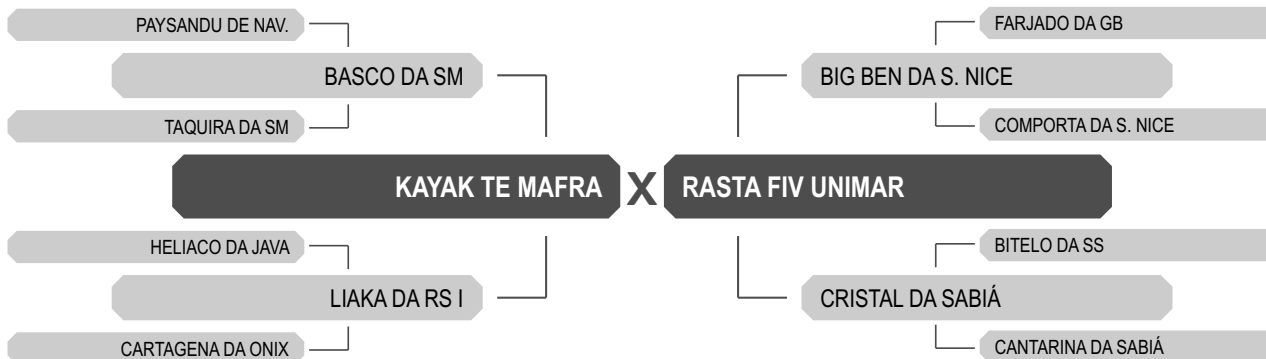 PAYSANDU DE NAV.
BASCO DA SM
TAQUIRA DA SM
FARJADO DA GB
BIG BEN DA S. NICE
COMPORTA DA S. NICE
KAYAK TE MAFRA X RASTA FIV UNIMAR
HELIACO DA JAVA
LIAKA DA RS I
CARTAGENA DA ONIX
BITELO DA SS
CRISTAL DA SABIÁ
CANTARINA DA SABIÁ